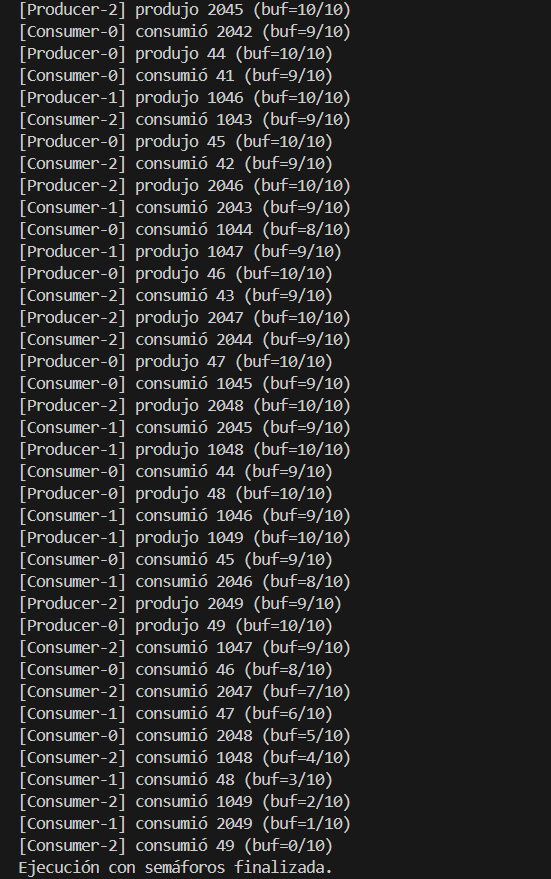 [Producer-2] produjo 2045 (buf=10/10)
[Consumer-0] consumió 2042 (buf=9/10)
[Producer-0] produjo 44 (buf=10/10)
[Consumer-0] consumió 41 (buf=9/10)
[Producer-1] produjo 1046 (buf=10/10)
[Consumer-2] consumió 1043 (buf=9/10)
[Producer-0] produjo 45 (buf=10/10)
[Consumer-2] consumió 42 (buf=9/10)
[Producer-2] produjo 2046 (buf=10/10)
[Consumer-1] consumió 2043 (buf=9/10)
[Consumer-0] consumió 1044 (buf=8/10)
[Producer-1] produjo 1047 (buf=9/10)
[Producer-0] produjo 46 (buf=10/10)
[Consumer-2] consumió 43 (buf=9/10)
[Producer-2] produjo 2047 (buf=10/10)
[Consumer-2] consumió 2044 (buf=9/10)
[Producer-0] produjo 47 (buf=10/10)
[Consumer-0] consumió 1045 (buf=9/10)
[Producer-2] produjo 2048 (buf=10/10)
[Consumer-1] consumió 2045 (buf=9/10)
[Producer-1] produjo 1048 (buf=10/10)
[Consumer-0] consumió 44 (buf=9/10)
[Producer-0] produjo 48 (buf=10/10)
[Consumer-1] consumió 1046 (buf=9/10)
[Producer-1] produjo 1049 (buf=10/10)
[Consumer-0] consumió 45 (buf=9/10)
[Consumer-1] consumió 2046 (buf=8/10)
[Producer-2] produjo 2049 (buf=9/10)
[Producer-0] produjo 49 (buf=10/10)
[Consumer-2] consumió 1047 (buf=9/10)
[Consumer-0] consumió 46 (buf=8/10)
[Consumer-2] consumió 2047 (buf=7/10)
[Consumer-1] consumió 47 (buf=6/10)
[Consumer-0] consumió 2048 (buf=5/10)
[Consumer-2] consumió 1048 (buf=4/10)
[Consumer-1] consumió 48 (buf=3/10)
[Consumer-2] consumió 1049 (buf=2/10)
[Consumer-1] consumió 2049 (buf=1/10)
[Consumer-2] consumió 49 (buf=0/10)
Ejecución con semáforos finalizada.